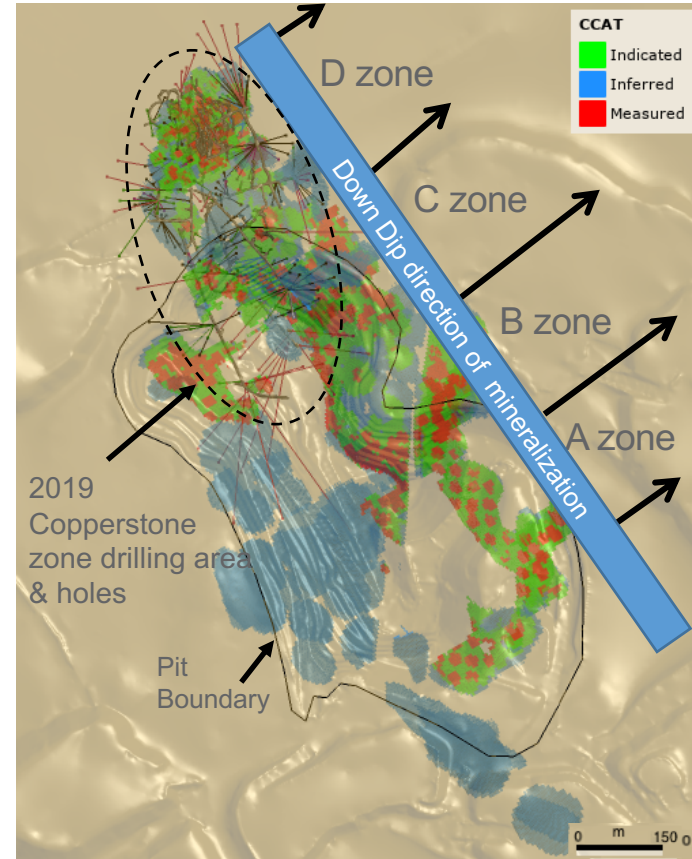 CCAT
Indicated
Inferred
Measured
D zone
C zone
B zone
A zone
Down Dip direction of mineralization
2019
Copperstone
zone drilling area
& holes
Pit
Boundary
0 m 150 0